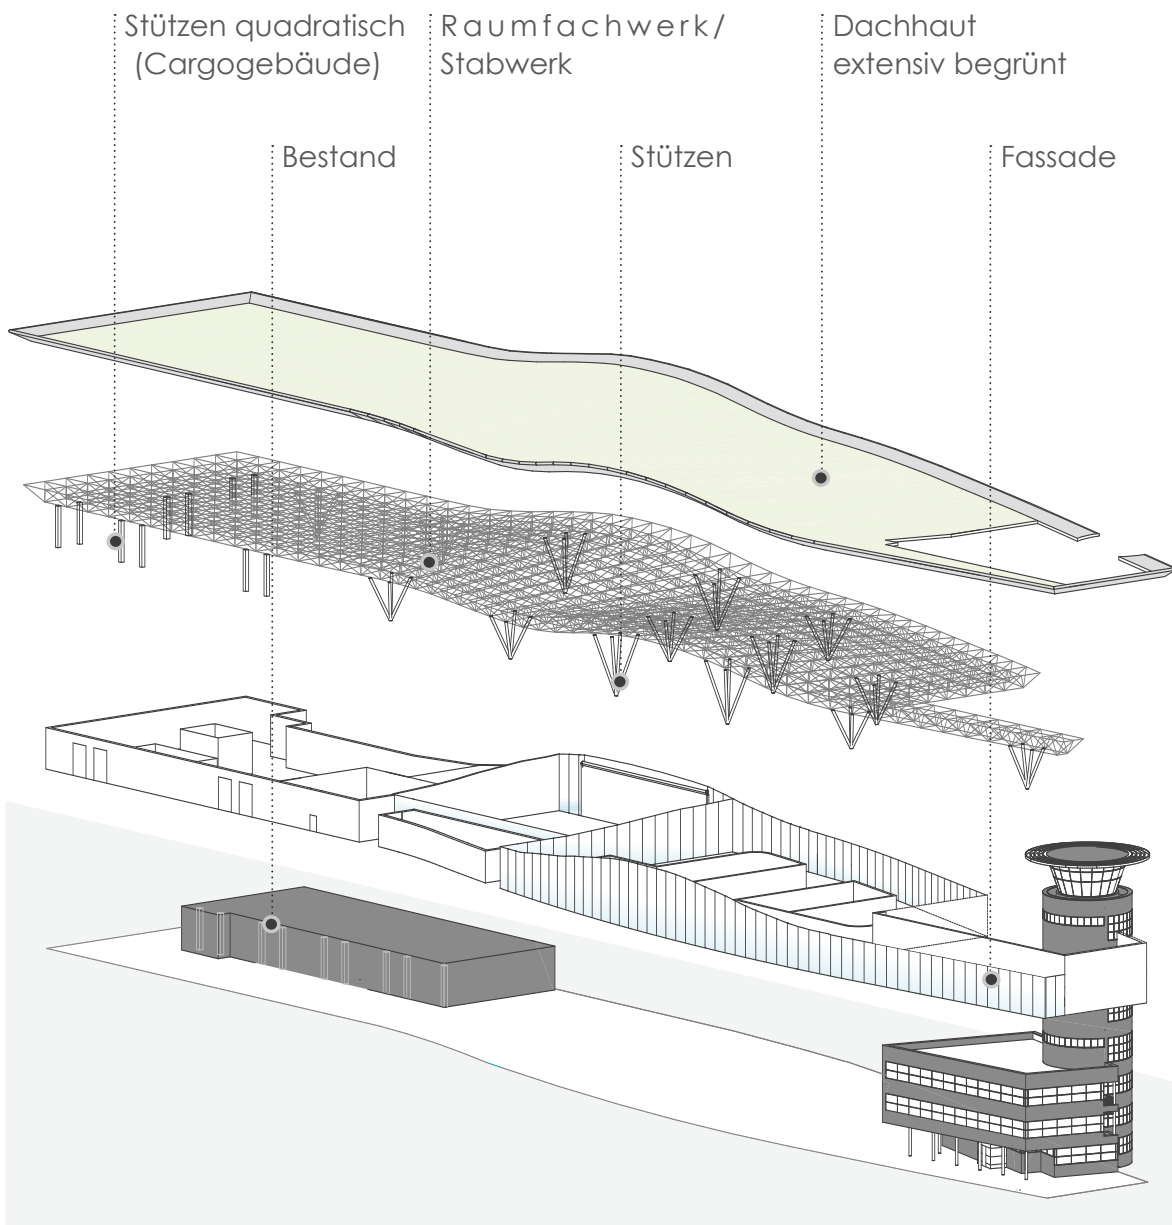 Stützen quadratisch
(Cargogebäude)
Raumfachwerk/
Stabwerk
Dachhaut
extensiv begrünt
Bestand
Stützen
Fassade